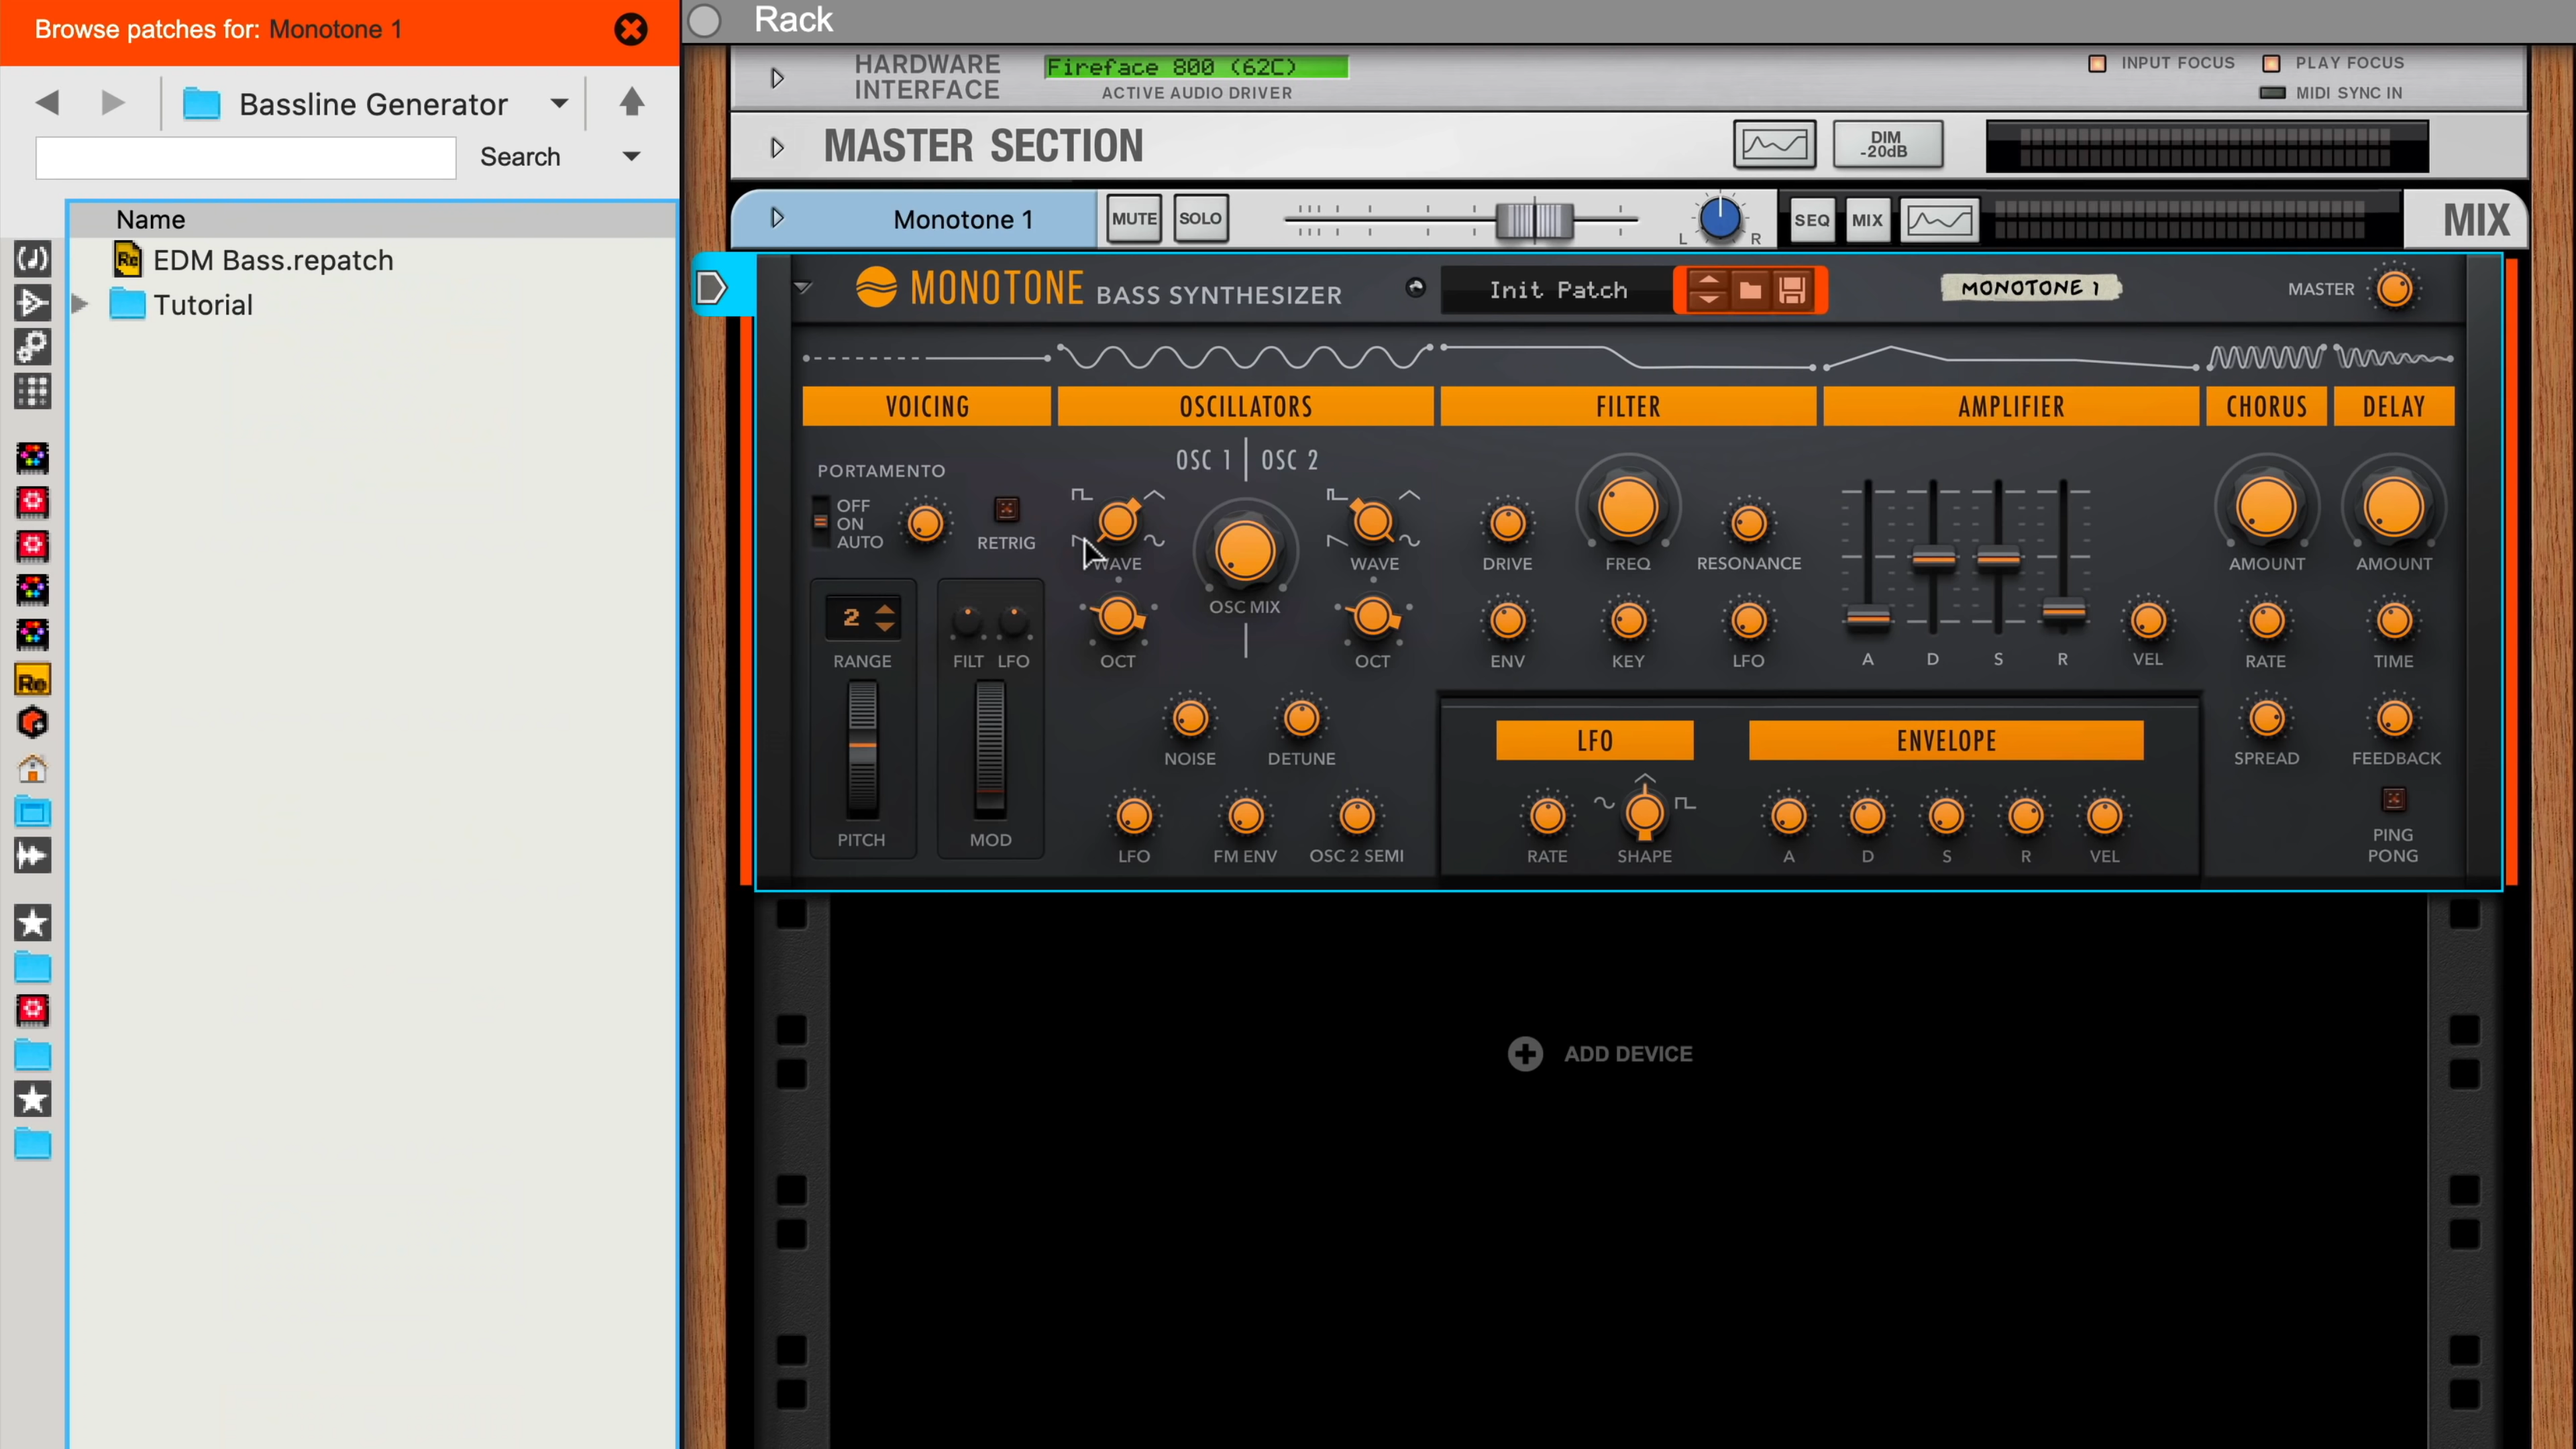 Browse patches for: Monotone 1
Bassline Generator
Search
Name
EDM Bass.repatch
Tutorial
Re
Rack
HARDWARE
INTERFACE
Fireface 800 (62C)
ACTIVE AUDIO DRIVER
INPUT FOCUS
PLAY FOCUS
MIDI SYNC IN
MASTER SECTION
DIM
-20dB
Monotone 1
MUTE
SOLO
L
R
SEQ
MIX
MIX
MONOTONE BASS SYNTHESIZER
Init Patch
MONOTONE 1
MASTER
VOICING
OSCILLATORS
FILTER
AMPLIFIER
CHORUS
DELAY
PORTAMENTO
OFF
ON
AUTO
RETRIG
2
RANGE
FILT
LFO
PITCH
MOD
OSC 1
OSC 2
WAVE
OSC MIX
WAVE
OCT
OCT
NOISE
DETUNE
LFO
FM ENV
OSC 2 SEMI
DRIVE
FREQ
RESONANCE
ENV
KEY
LFO
A
D
S
R
VEL
LFO
ENVELOPE
RATE
SHAPE
A
D
S
R
VEL
AMOUNT
RATE
SPREAD
AMOUNT
TIME
FEEDBACK
PING
PONG
ADD DEVICE